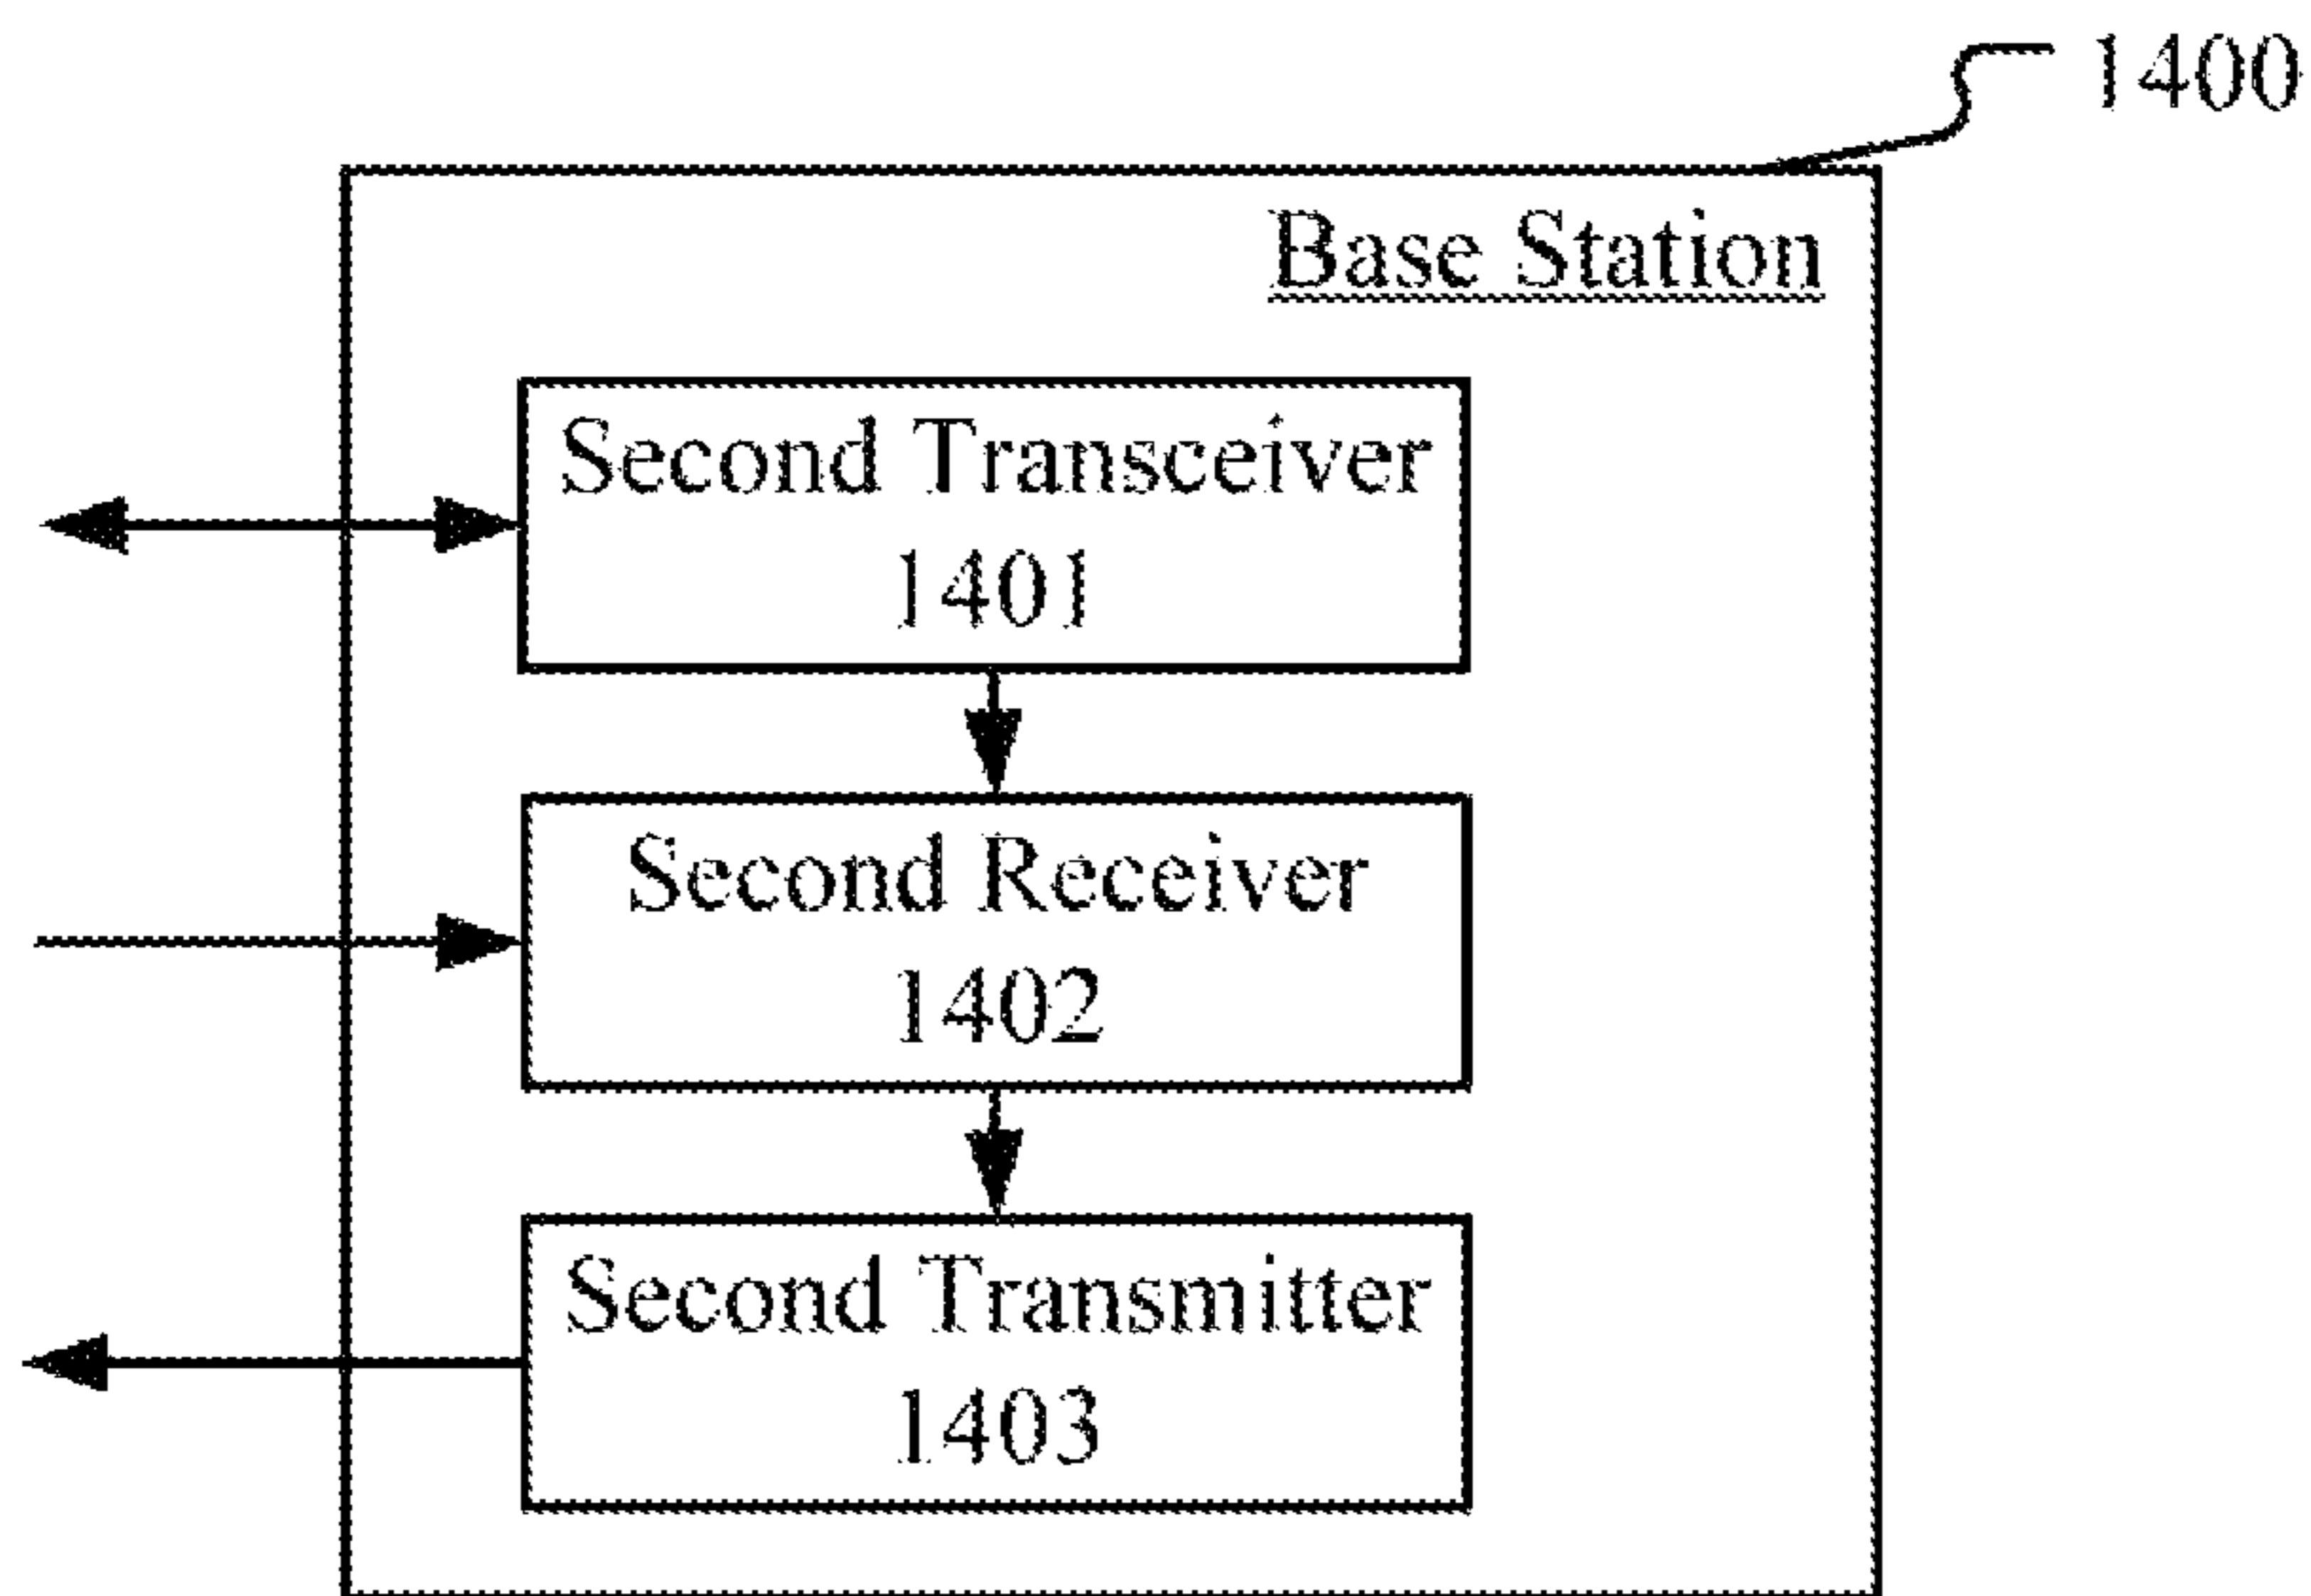 1400
Base Station
Second Transceiver
1401
Second Receiver
1402
Second Transmitter
1403